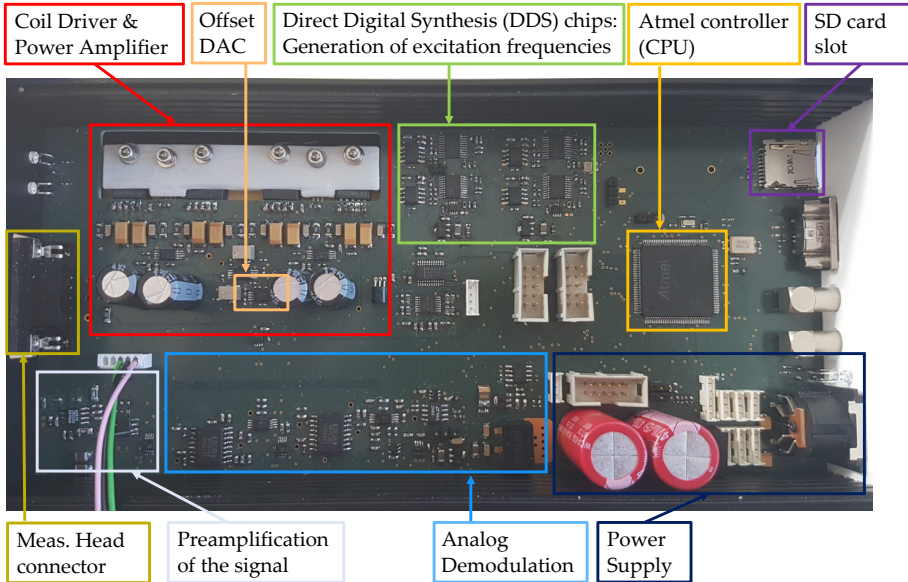 Coil Driver &
Power Amplifier
Offset
DAC
Direct Digital Synthesis (DDS) chips:
Generation of excitation frequencies
Atmel controller
(CPU)
SD card
slot
Atmel
Meas. Head
connector
Preamplification
of the signal
Analog
Demodulation
Power
Supply